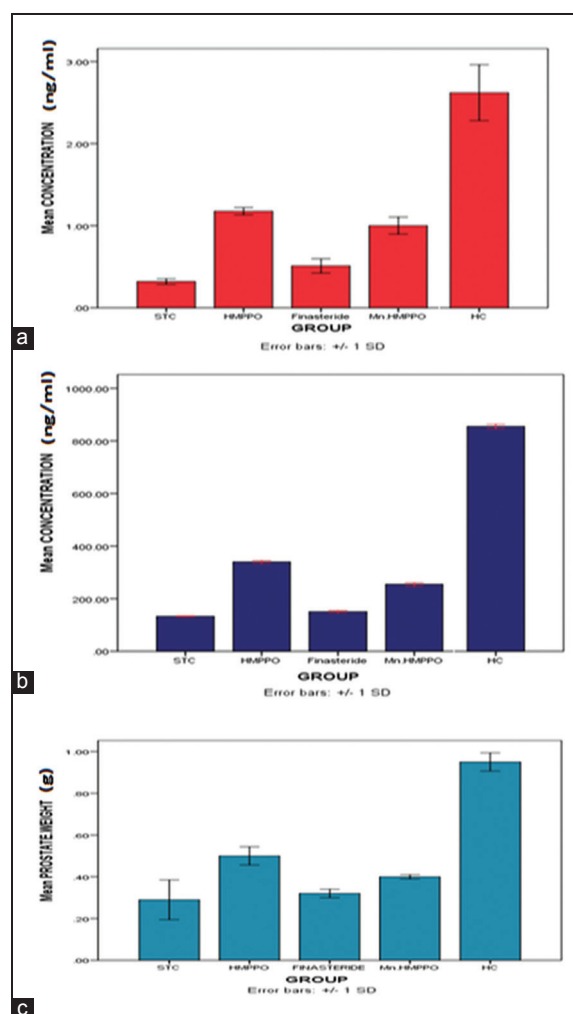 Mean CONCENTRATION (ng/ml)
3.00
2.00
1.00
.00
STC HMPPO Finasteride Mn.HMPPO HC
GROUP
Error bars: +/- 1 SD
a
Mean CONCENTRATION (ng/ml)
1000.00
800.00
600.00
400.00
200.00
.00
STC HMPPO Finasteride Mn.HMPPO HC
GROUP
Error bars: +/- 1 SD
b
Mean PROSTATE.WEIGHT (g)
1.00
.80
.60
.40
.20
.00
STC HMPPO FINASTERIDE Mn.HMPPO HC
GROUP
Error bars: +/- 1 SD
c